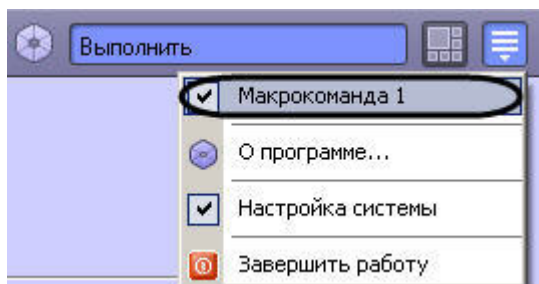 Выполнить
Макрокоманда 1
О программе...
Настройка системы
Завершить работу